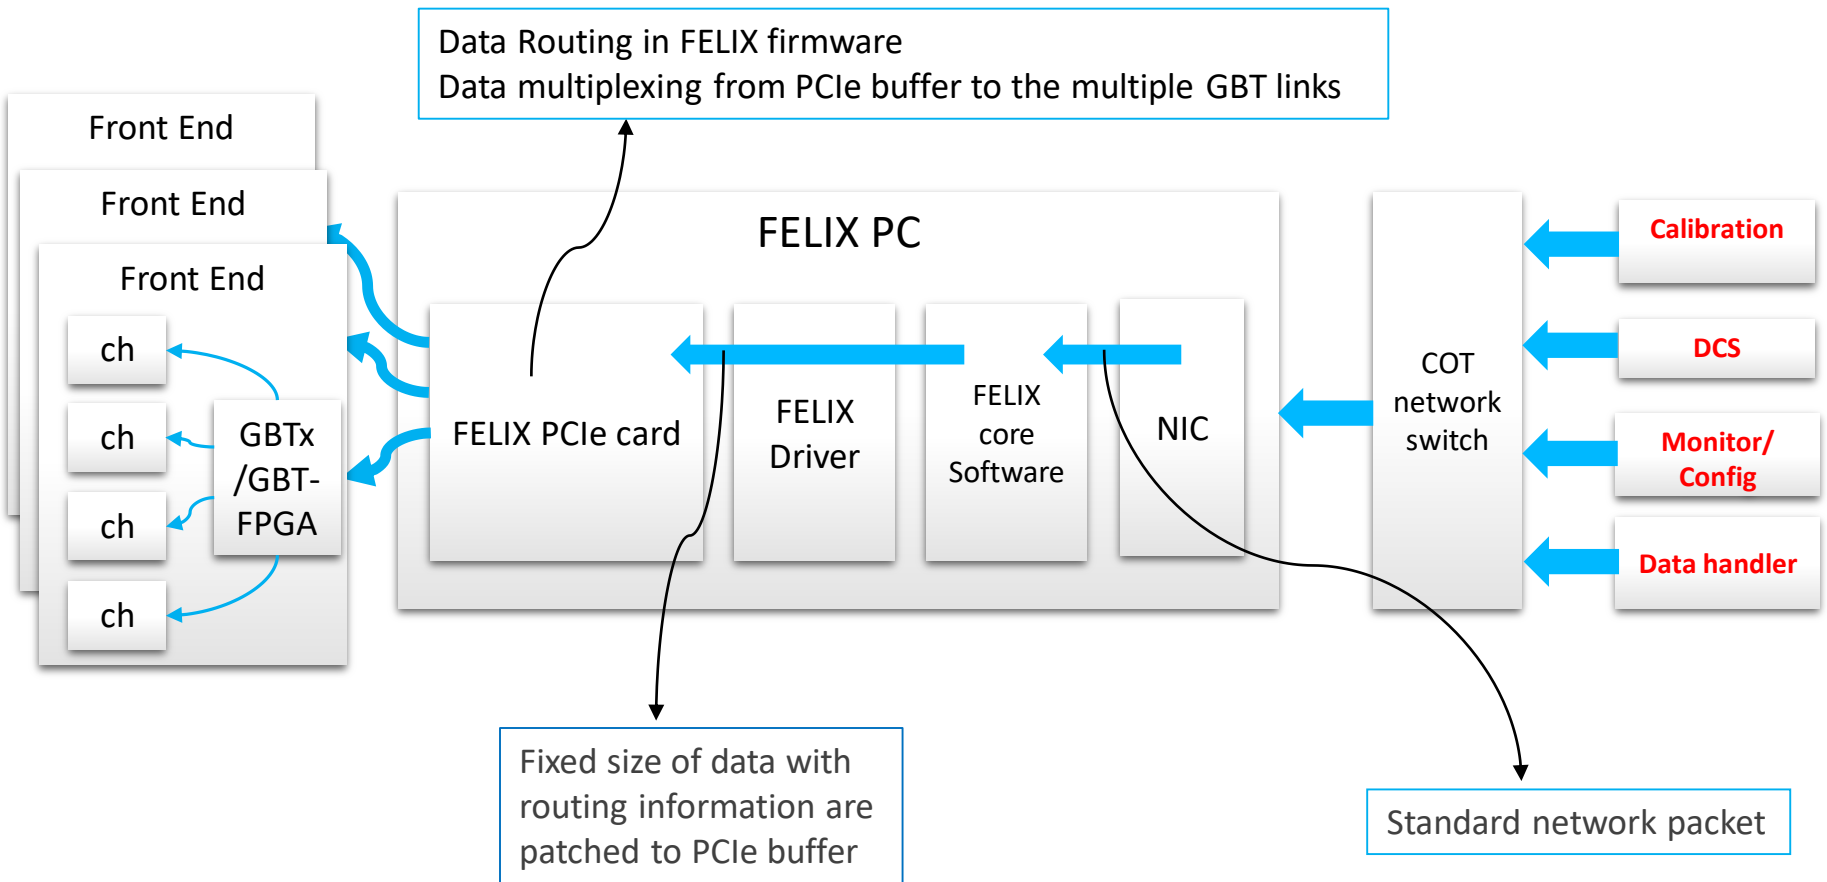 Data Routing in FELIX firmware
Data multiplexing from PCIe buffer to the multiple GBT links
Front End
Front End
Front End
ch
ch
ch
ch
GBTx
/GBT-
FPGA
FELIX PC
FELIX PCIe card
FELIX
Driver
FELIX
core
Software
NIC
COT
network
switch
Calibration
DCS
Monitor/
Config
Data handler
Fixed size of data with
routing information are
patched to PCIe buffer
Standard network packet